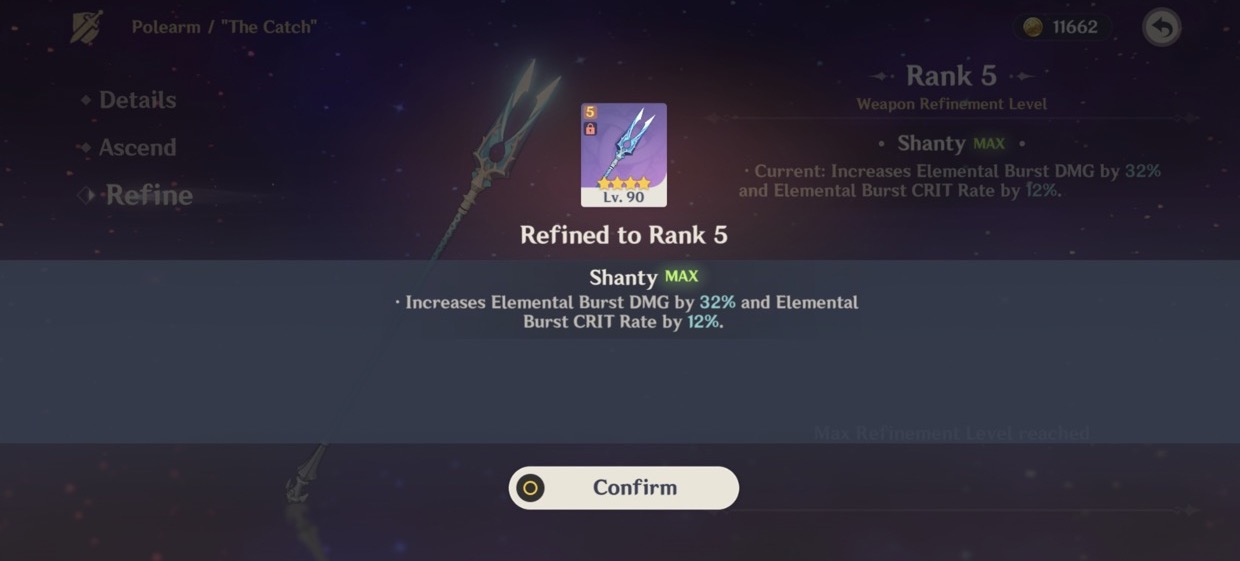 Polearm / "The Catch"
11662
Details
Ascend
Refine
Rank 5
Weapon Refinement Level
• Shanty MAX •
· Current: Increases Elemental Burst DMG by 32%
and Elemental Burst CRIT Rate by 12%.
5
Lv. 90
Refined to Rank 5
Shanty MAX
· Increases Elemental Burst DMG by 32% and Elemental
Burst CRIT Rate by 12%.
Max Refinement Level reached
Confirm